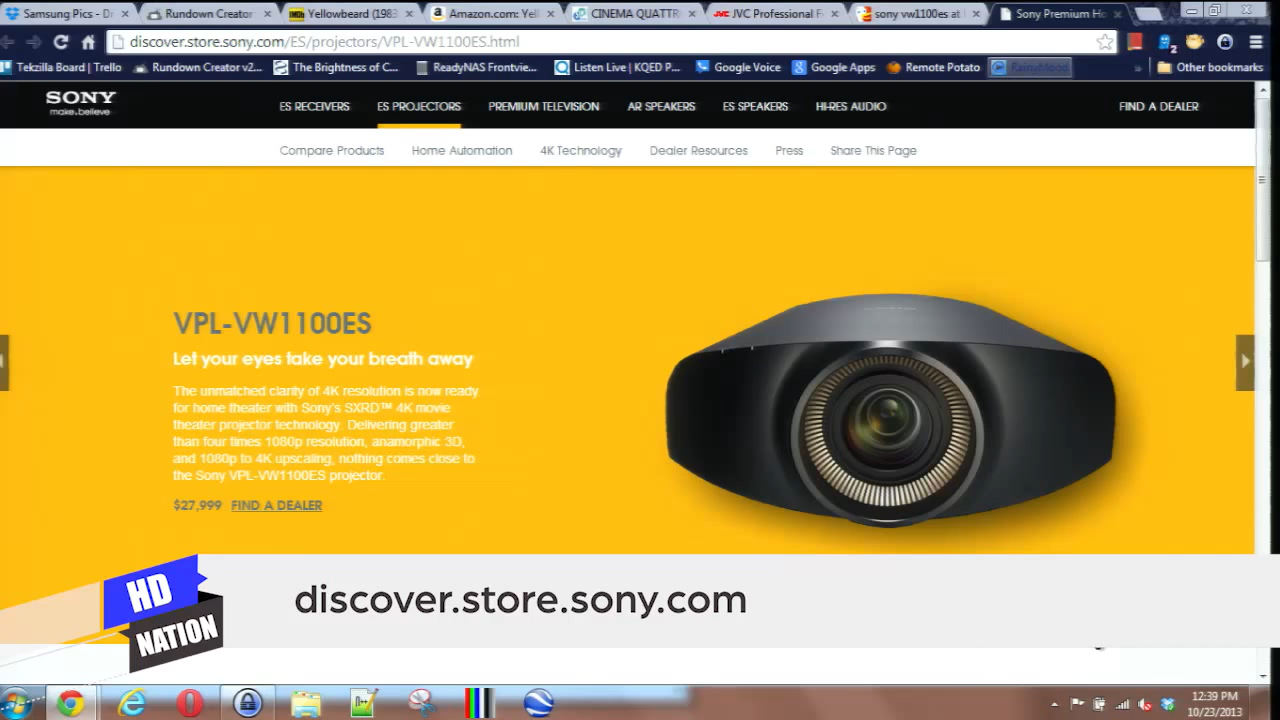 Samsung Pics - Dr
Rundown Creator
Yellowbeard (1983
Amazon.com: Yell
CINEMA QUATTR
JVC Professional F
sony vw1100es at
Sony Premium Ho
discover.store.sony.com/ES/projectors/VPL-VW1100ES.html
2
Tekzilla Board | Trello
Rundown Creator v2...
The Brightness of C...
ReadyNAS Frontvie...
Listen Live | KQED P...
Google Voice
Google Apps
Remote Potato
RainyMood
Other bookmarks
SONY
make.believe
ES RECEIVERS
ES PROJECTORS
PREMIUM TELEVISION
AR SPEAKERS
ES SPEAKERS
HI-RES AUDIO
FIND A DEALER
Compare Products
Home Automation
4K Technology
Dealer Resources
Press
Share This Page
VPL-VW1100ES
Let your eyes take your breath away
The unmatched clarity of 4K resolution is now ready
for home theater with Sony's SXRD™ 4K movie
theater projector technology. Delivering greater
than four times 1080p resolution, anamorphic 3D,
and 1080p to 4K upscaling, nothing comes close to
the Sony VPL-VW1100ES projector.
$27,999 FIND A DEALER
HD
NATION
discover.store.sony.com
12:39 PM
10/23/2013